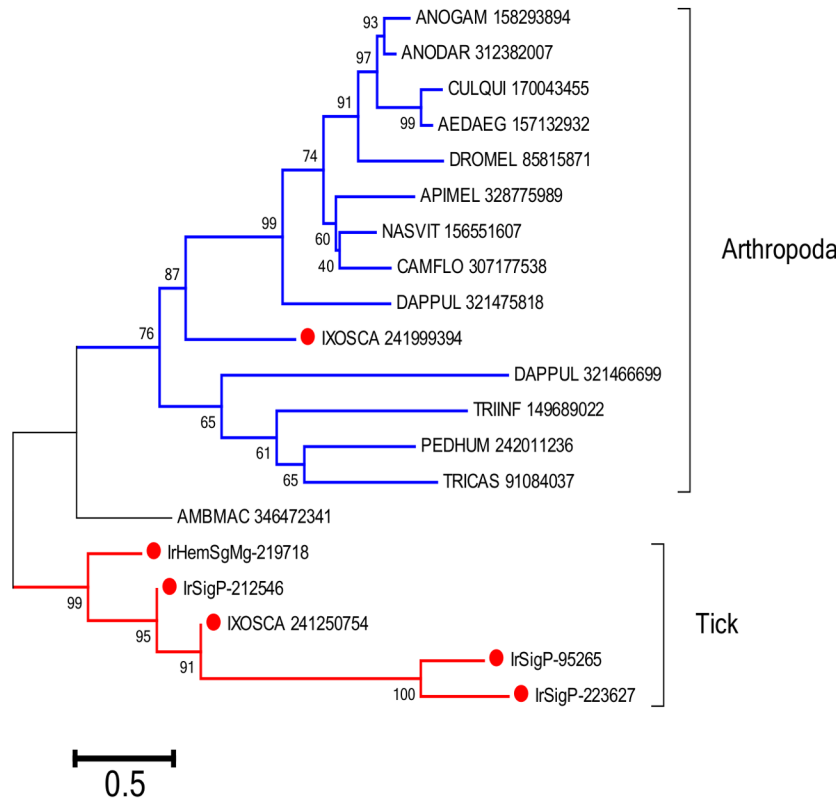 93
ANOGAM 158293894
ANODAR 312382007
97
CULQUI 170043455
91
99
AEDAEG 157132932
74
DROMEL 85815871
APIMEL 328775989
99
60
NASVIT 156551607
Arthropoda
40
CAMFLO 307177538
87
DAPPUL 321475818
76
IXOSCA 241999394
DAPPUL 321466699
65
TRIINF 149689022
61
PEDHUM 242011236
65
TRICAS 91084037
AMBMAC 346472341
IrHemSgMg-219718
99
IrSigP-212546
95
IXOSCA 241250754
Tick
91
IrSigP-95265
100
IrSigP-223627
0.5